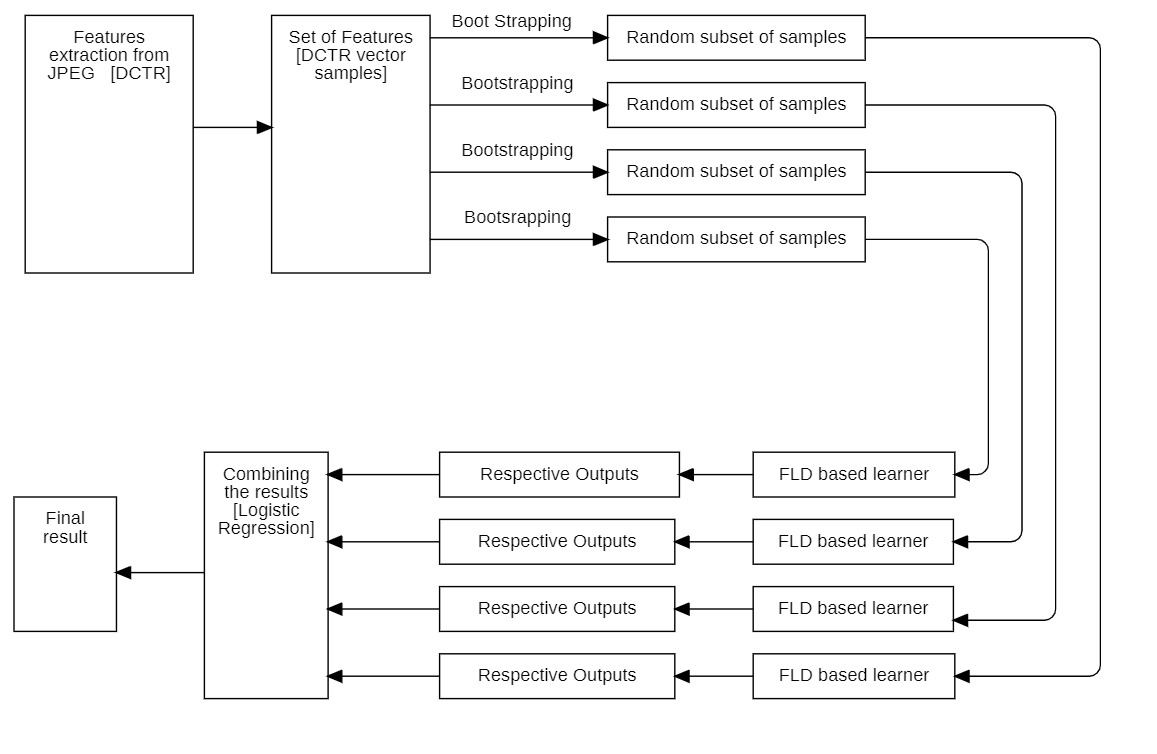 Features
extraction from
JPEG   [DCTR]
Set of Features
[DCTR vector
samples]
Boot Strapping
Random subset of samples
Bootstrapping
Random subset of samples
Bootstrapping
Random subset of samples
Bootsrapping
Random subset of samples
FLD based learner
Respective Outputs
FLD based learner
Respective Outputs
FLD based learner
Respective Outputs
FLD based learner
Respective Outputs
Combining
the results
[Logistic
Regression]
Final
result